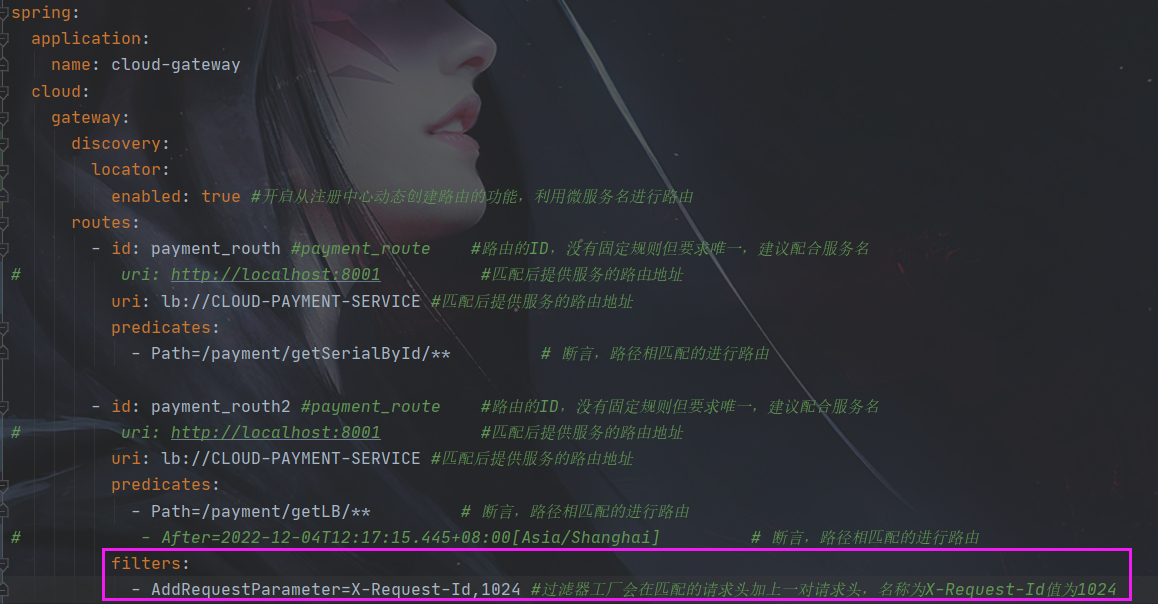 spring:
  application:
    name: cloud-gateway
  cloud:
    gateway:
      discovery:
        locator:
          enabled: true #开启从注册中心动态创建路由的功能，利用微服务名进行路由
      routes:
        - id: payment_routh #payment_route    #路由的ID，没有固定规则但要求唯一，建议配合服务名
#          uri: http://localhost:8001          #匹配后提供服务的路由地址
          uri: lb://CLOUD-PAYMENT-SERVICE #匹配后提供服务的路由地址
          predicates:
            - Path=/payment/getSerialById/**         # 断言，路径相匹配的进行路由
        - id: payment_routh2 #payment_route    #路由的ID，没有固定规则但要求唯一，建议配合服务名
#          uri: http://localhost:8001          #匹配后提供服务的路由地址
          uri: lb://CLOUD-PAYMENT-SERVICE #匹配后提供服务的路由地址
          predicates:
            - Path=/payment/getLB/**         # 断言，路径相匹配的进行路由
#            - After=2022-12-04T12:17:15.445+08:00[Asia/Shanghai]         # 断言，路径相匹配的进行路由
          filters:
            - AddRequestParameter=X-Request-Id,1024 #过滤器工厂会在匹配的请求头加上一对请求头，名称为X-Request-Id值为1024